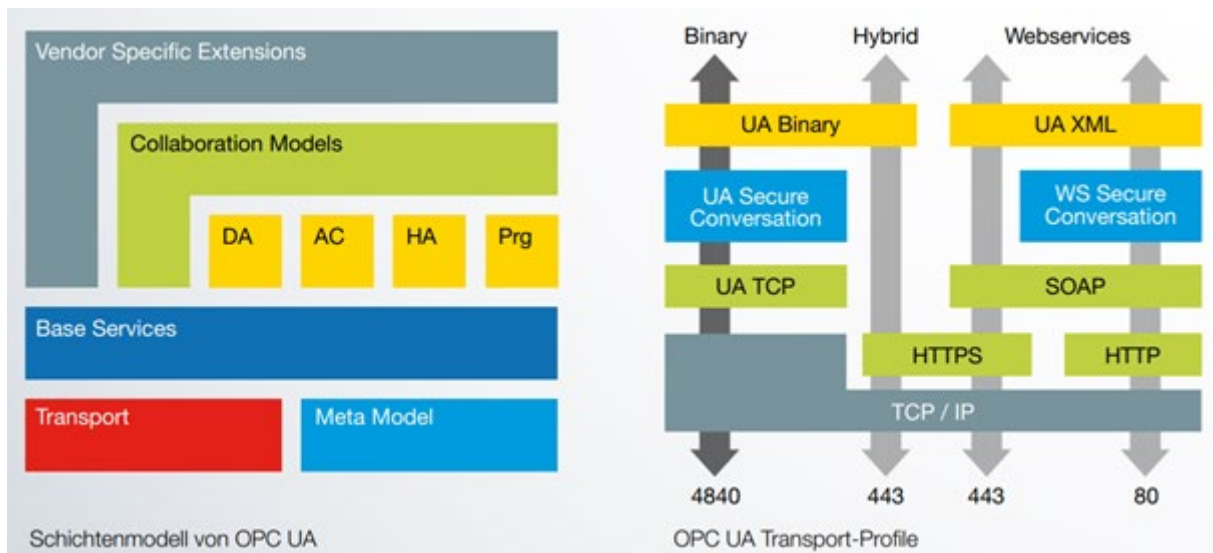 Vendor Specific Extensions
Collaboration Models
DA
AC
HA
Prg
Base Services
Transport
Meta Model
Schichtenmodell von OPC UA
Binary
Hybrid
Webservices
UA Binary
UA XML
UA Secure
Conversation
WS Secure
Conversation
UA TCP
SOAP
HTTPS
HTTP
TCP / IP
4840
443
443
80
OPC UA Transport-Profile